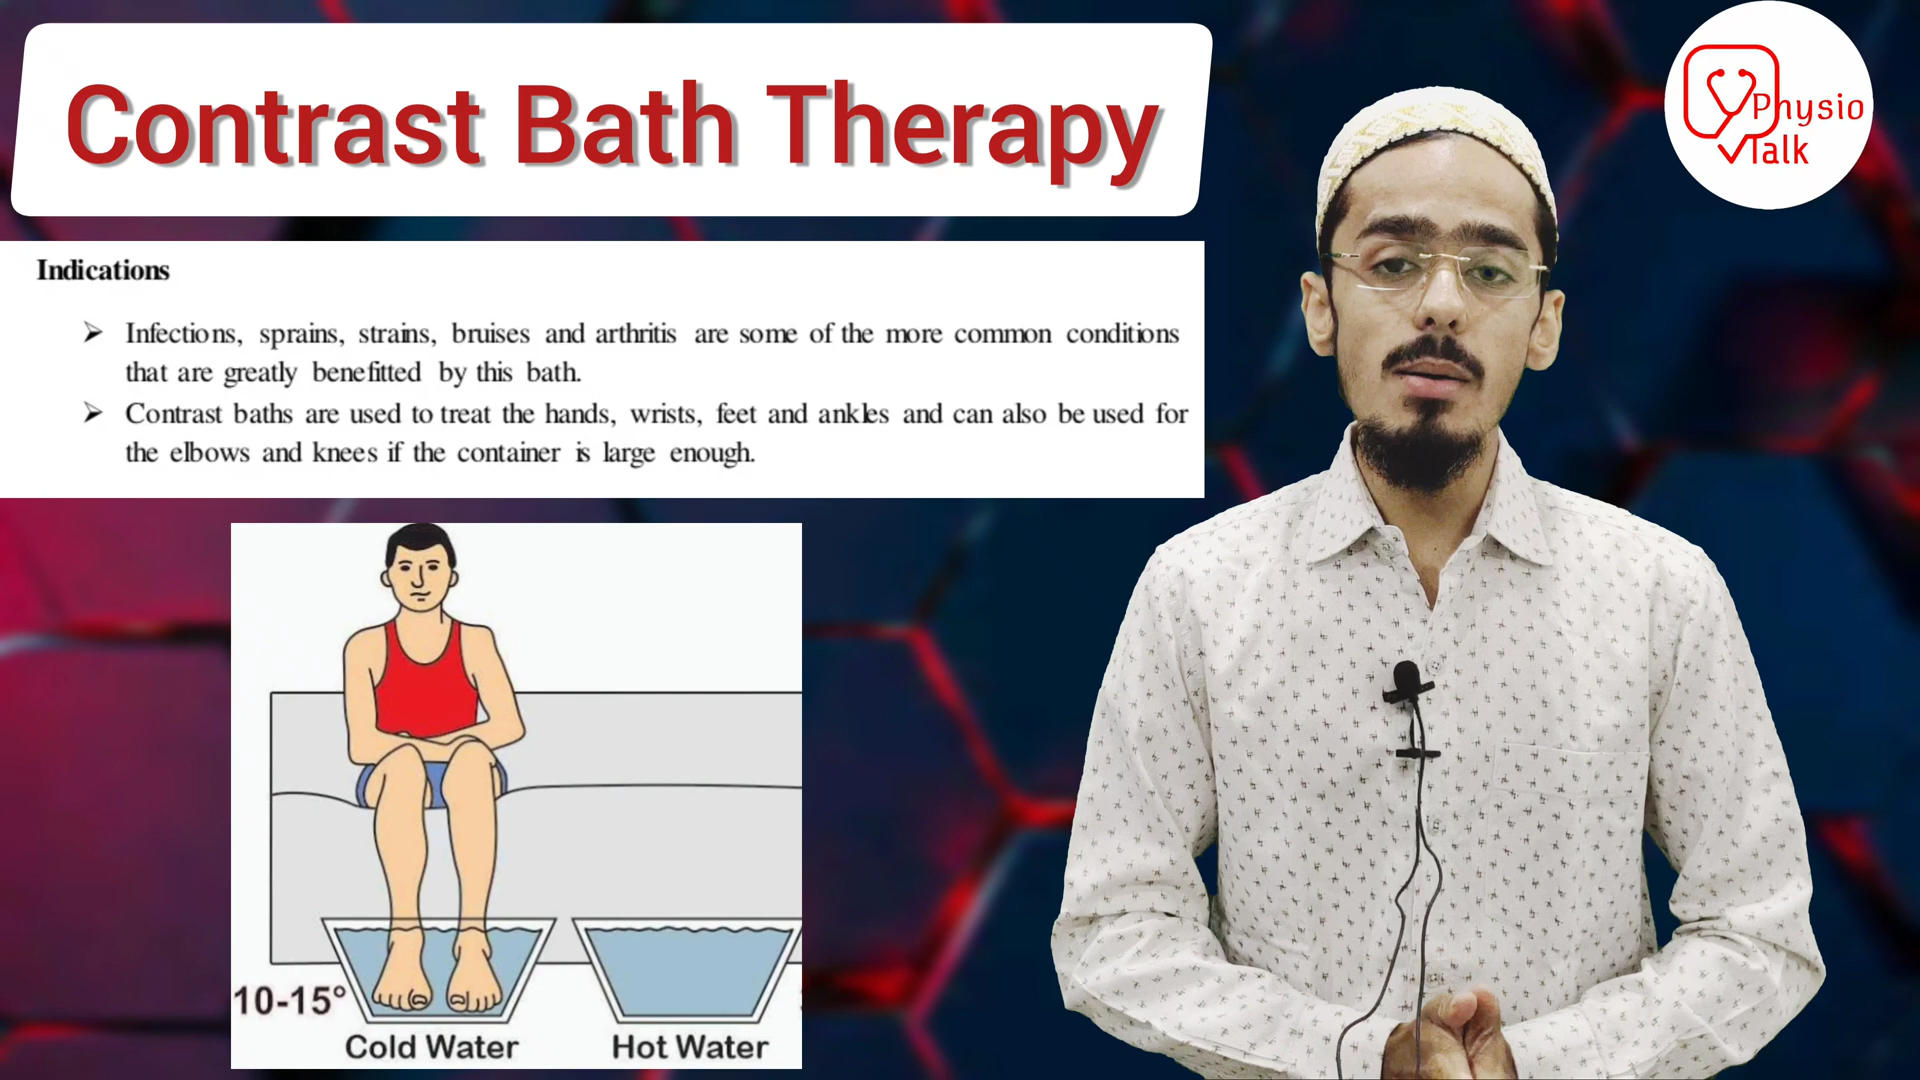 Contrast Bath Therapy
Physio
Talk
Indications
➢ Infections, sprains, strains, bruises and arthritis are some of the more common conditions
that are greatly benefitted by this bath.
➢ Contrast baths are used to treat the hands, wrists, feet and ankles and can also be used for
the elbows and knees if the container is large enough.
10-15°
Cold Water
Hot Water